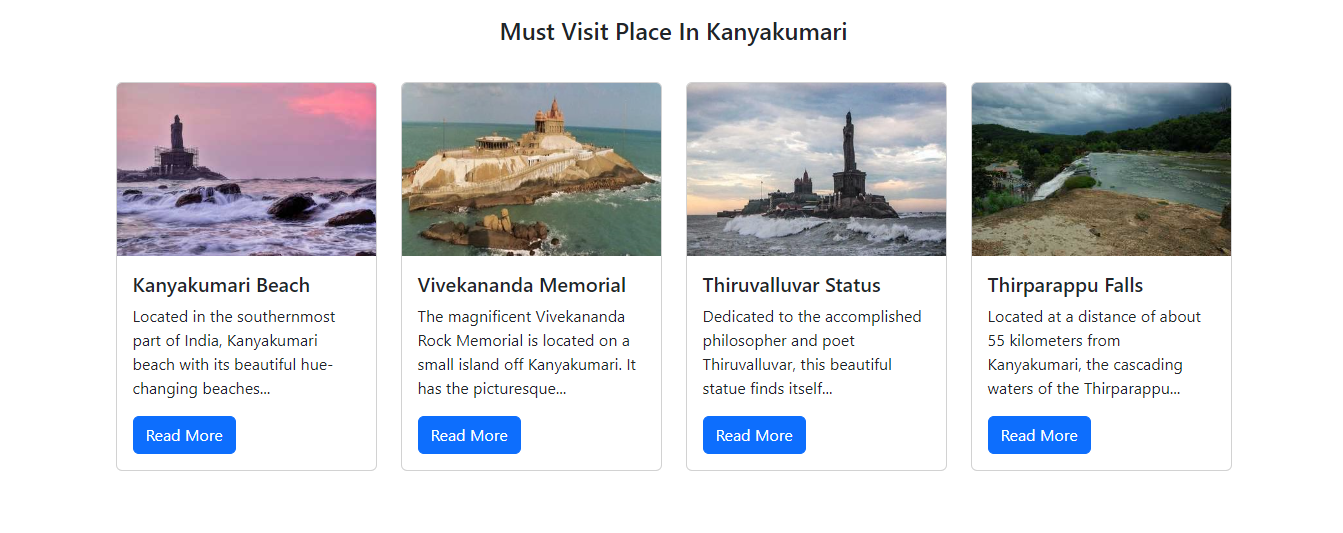 Must Visit Place In Kanyakumari
Kanyakumari Beach
Located in the southernmost
part of India, Kanyakumari
beach with its beautiful hue-
changing beaches...
Read More
Vivekananda Memorial
The magnificent Vivekananda
Rock Memorial is located on a
small island off Kanyakumari. It
has the picturesque...
Read More
Thiruvalluvar Status
Dedicated to the accomplished
philosopher and poet
Thiruvalluvar, this beautiful
statue finds itself...
Read More
Thirparappu Falls
Located at a distance of about
55 kilometers from
Kanyakumari, the cascading
waters of the Thirparappu...
Read More